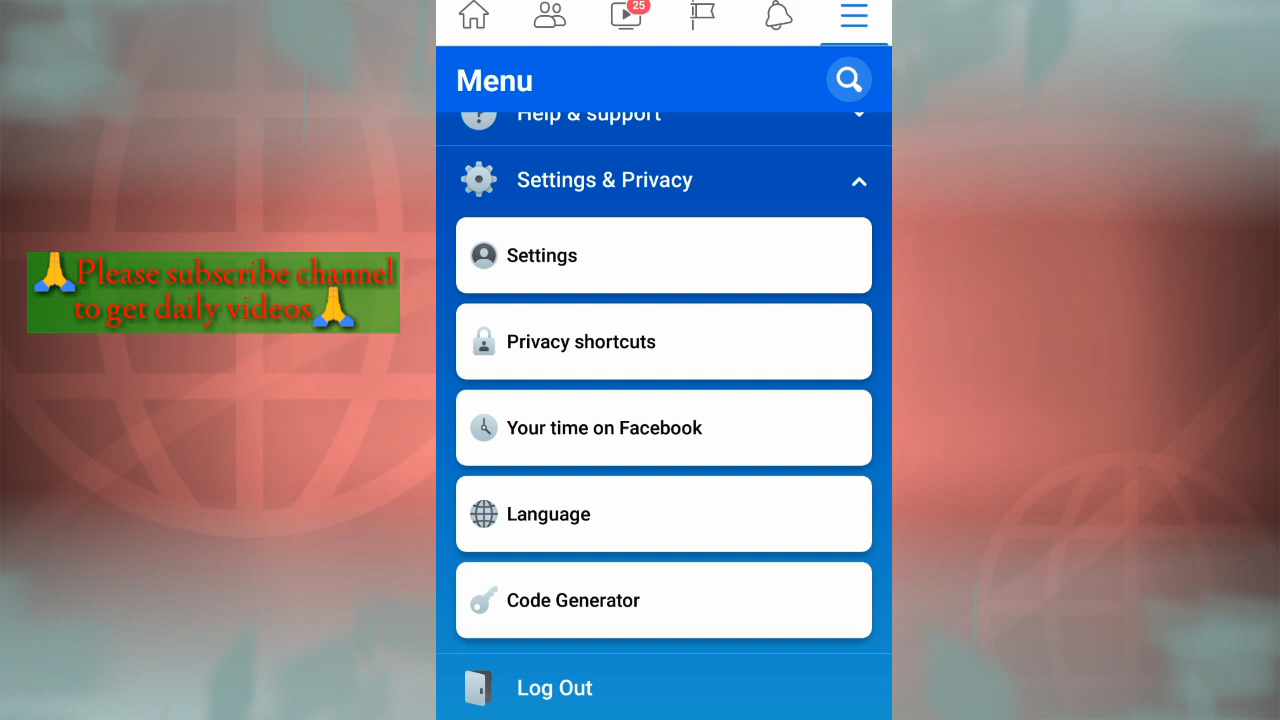 25
Menu
Help & support
Settings & Privacy
Settings
🙏Please subscribe channel
to get daily videos🙏
Privacy shortcuts
Your time on Facebook
Language
Code Generator
Log Out